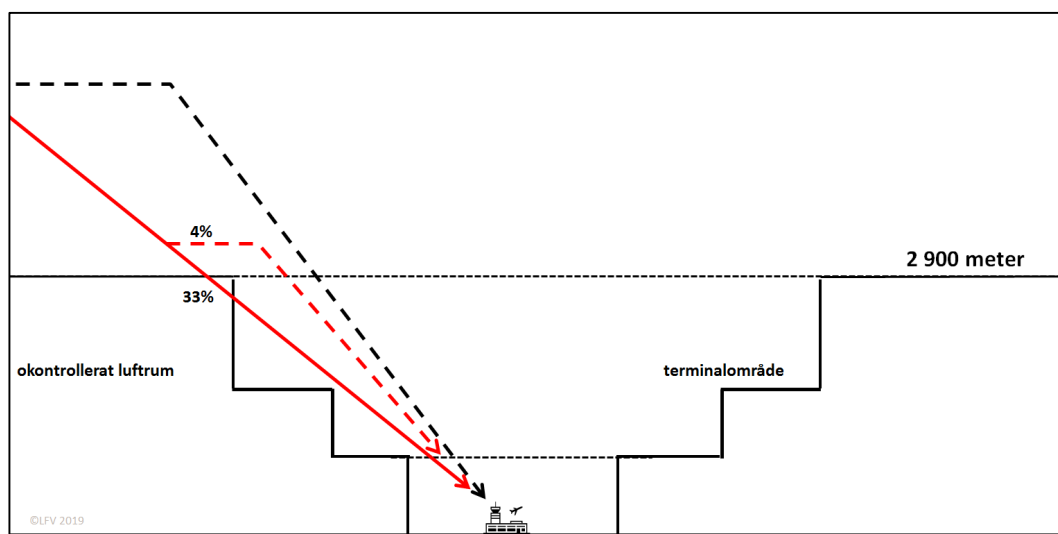 4%
2 900 meter
33%
okontrollerat luftrum
terminalområde
©LFV 2019